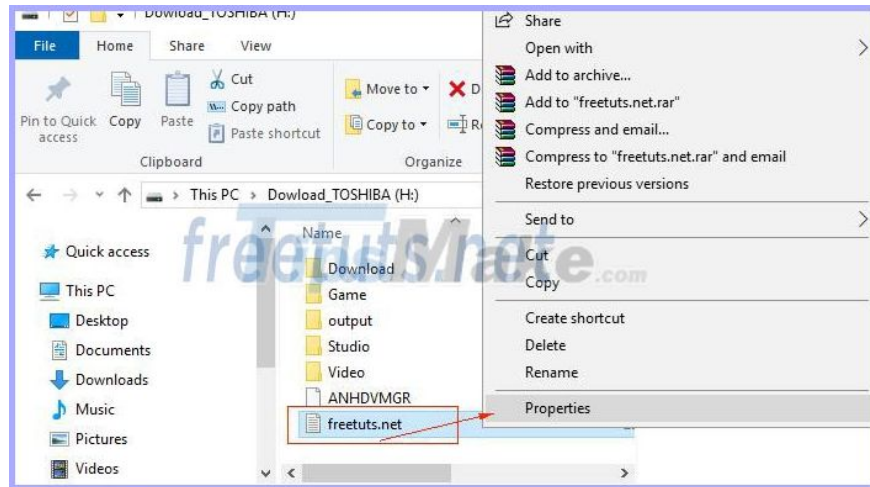 Dowload_TOSHIBA (H:)
File Home Share View
Pin to Quick access
Copy
Paste
Cut
Copy path
Paste shortcut
Clipboard
Move to
Copy to
Organize
This PC > Dowload_TOSHIBA (H:)
Quick access
This PC
Desktop
Documents
Downloads
Music
Pictures
Videos
Name
Download
Game
output
Studio
Video
ANHDVMGR
freetuts.net
Share
Open with
Add to archive...
Add to "freetuts.net.rar"
Compress and email...
Compress to "freetuts.net.rar" and email
Restore previous versions
Send to
Cut
Copy
Create shortcut
Delete
Rename
Properties
freetuts.net
.com